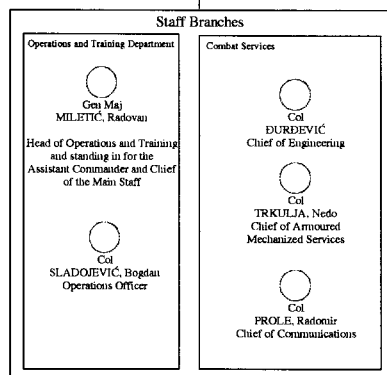 Staff Branches
Operations and Training Department
Gen Maj
MILETIĆ, Radovan
Head of Operations and Training
and standing in for the
Assistant Commander and Chief
of the Main Staff
Col
SLADOJEVIĆ, Bogdan
Operations Officer
Combat Services
Col
ĐURĐEVIĆ
Chief of Engineering
Col
TRKULJA, Nedo
Chief of Armoured
Mechanized Services
Col
PROLE, Radomir
Chief of Communications